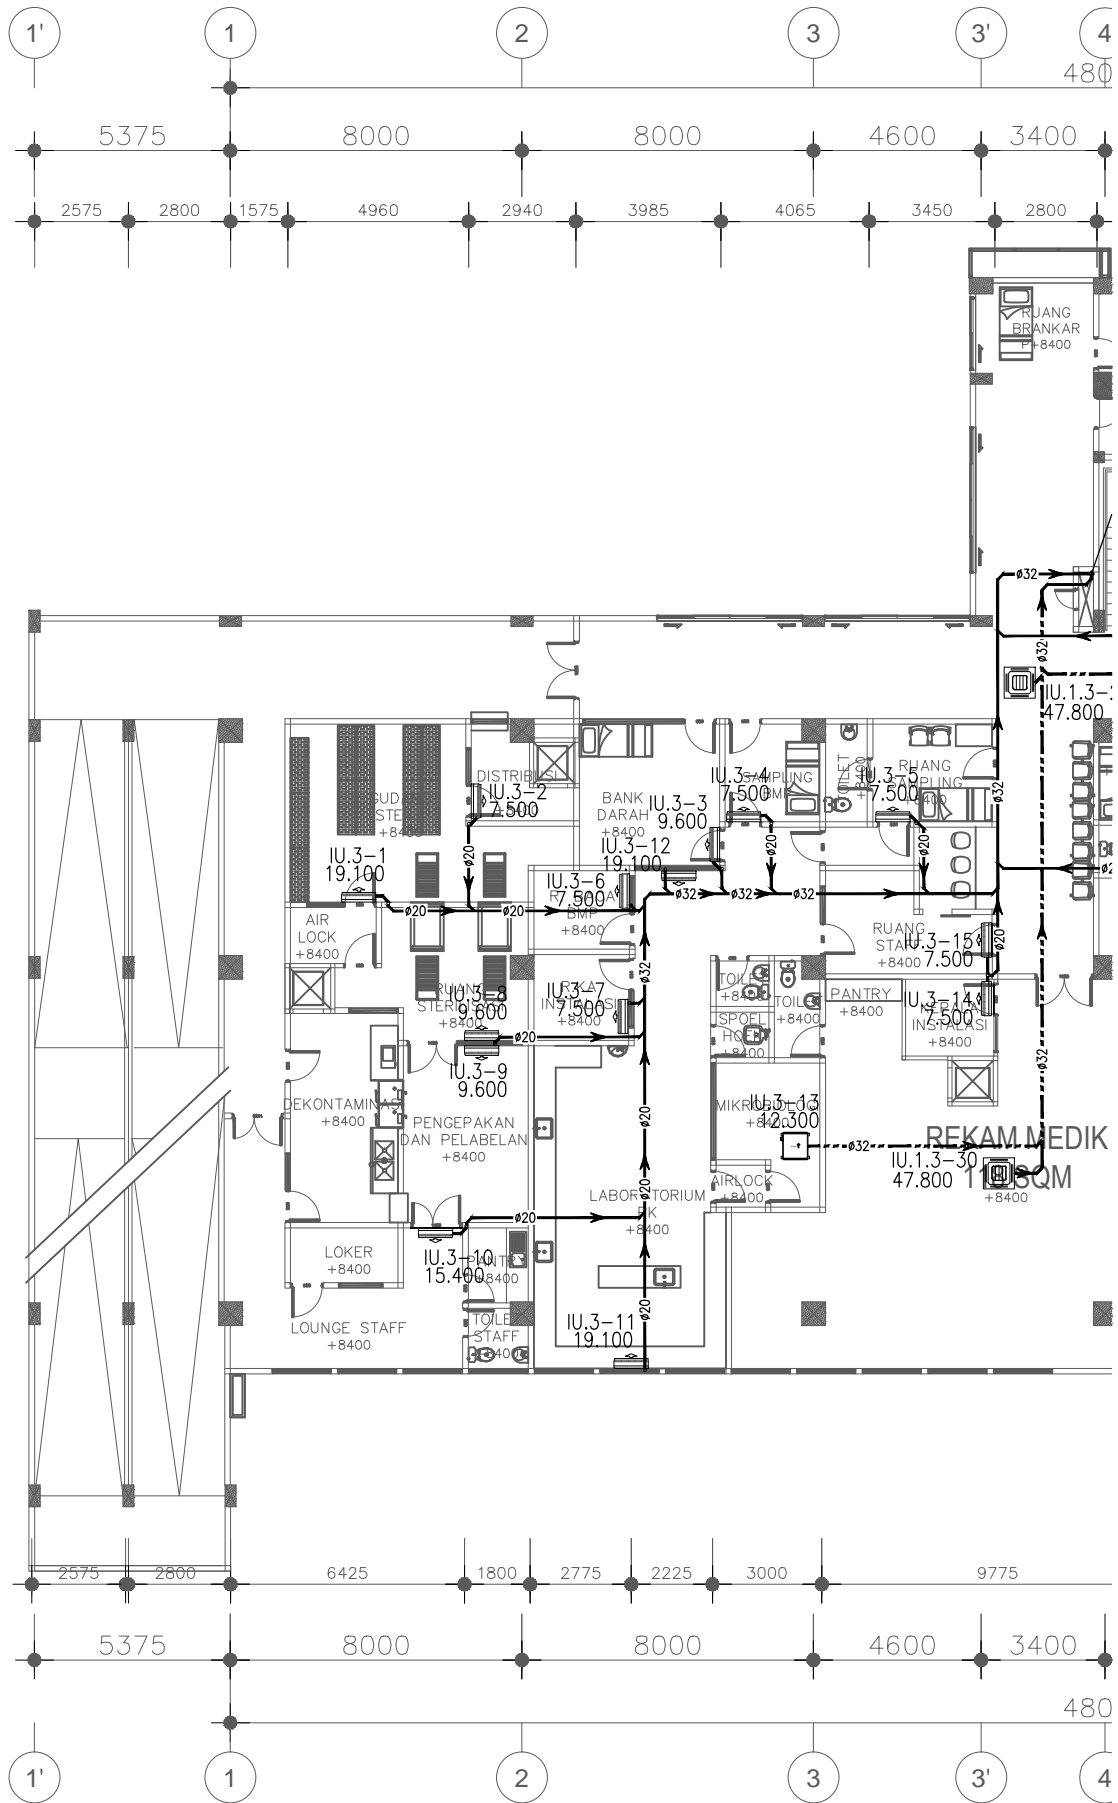 1'
1
2
3
3'
4
480
5375
8000
8000
4600
3400
2575
2800
1575
4960
2940
3985
4065
3450
2800
RUANG
BRANKAR
P+8400
ø32
ø32
IU.1.3-
47.800
ø32
DISTRIBUSI
IU.3-2
7.500
+8400
ø20
BANK
DARAH
+8400
IU.3-3
9.600
SAMPLING
BMP
IU.3-4
7.500
ø20
TOILET
+8400
RUANG
SAMPLING
+8400
IU.3-5
7.500
ø20
IU.3-1
19.100
IU.3-12
19.100
IU.3-6
7.500
BMP
+8400
ø20
ø20
ø32
ø32
ø32
AIR
LOCK
+8400
RUANG
+8400
IU.3-15
7.500
ø20
ø32
IU.3-8
9.600
+8400
IU.3-7
7.500
INSTALASI
+8400
+8400
+8400
PANTRY
+8400
IU.3-14
7.500
INSTALASI
+8400
ø20
SPOEL
IU.3-9
9.600
ø32
+8400
PENGEPAKAN
DAN PELABELAN
+8400
ø20
IU.3-13
12.300
ø32
REKAM MEDIK
IU.1.3-30
47.800
SQM
+8400
AIRLOCK
+8400
LABORATORIUM
+8400
ø20
ø20
ø20
IU.3-10
15.400
+8400
LOKER
+8400
LOUNGE STAFF
+8400
STAFF
IU.3-11
19.100
2575
2800
6425
1800
2775
2225
3000
9775
5375
8000
8000
4600
3400
480
1'
1
2
3
3'
4